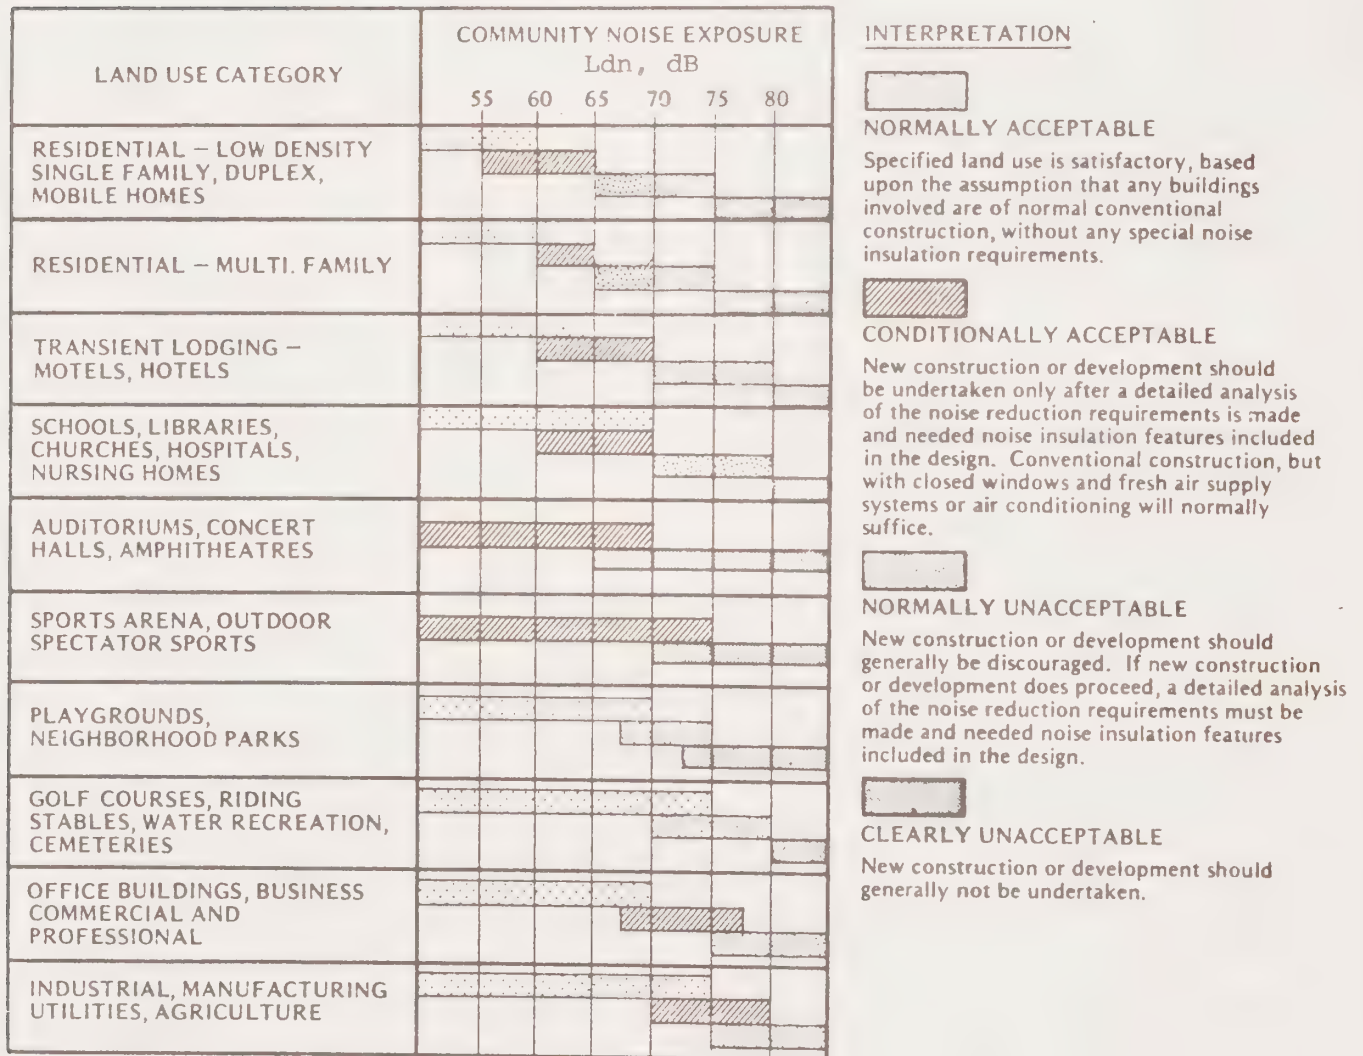 LAND USE CATEGORY
COMMUNITY NOISE EXPOSURE
Ldn, dB
55 60 65 70 75 80
RESIDENTIAL – LOW DENSITY
SINGLE FAMILY, DUPLEX,
MOBILE HOMES
RESIDENTIAL – MULTI. FAMILY
TRANSIENT LODGING –
MOTELS, HOTELS
SCHOOLS, LIBRARIES,
CHURCHES, HOSPITALS,
NURSING HOMES
AUDITORIUMS, CONCERT
HALLS, AMPHITHEATRES
SPORTS ARENA, OUTDOOR
SPECTATOR SPORTS
PLAYGROUNDS,
NEIGHBORHOOD PARKS
GOLF COURSES, RIDING
STABLES, WATER RECREATION,
CEMETERIES
OFFICE BUILDINGS, BUSINESS
COMMERCIAL AND
PROFESSIONAL
INDUSTRIAL, MANUFACTURING
UTILITIES, AGRICULTURE
INTERPRETATION
NORMALLY ACCEPTABLE
Specified land use is satisfactory, based
upon the assumption that any buildings
involved are of normal conventional
construction, without any special noise
insulation requirements.
CONDITIONALLY ACCEPTABLE
New construction or development should
be undertaken only after a detailed analysis
of the noise reduction requirements is made
and needed noise insulation features included
in the design. Conventional construction, but
with closed windows and fresh air supply
systems or air conditioning will normally
suffice.
NORMALLY UNACCEPTABLE
New construction or development should
generally be discouraged. If new construction
or development does proceed, a detailed analysis
of the noise reduction requirements must be
made and needed noise insulation features
included in the design.
CLEARLY UNACCEPTABLE
New construction or development should
generally not be undertaken.